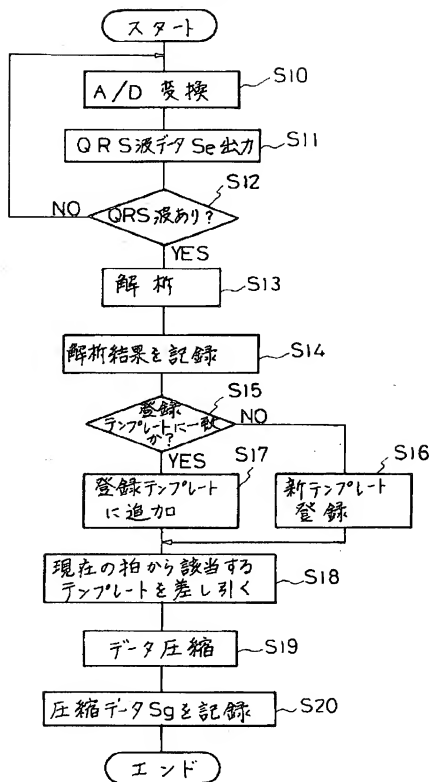 スタート
A/D 変換
S10
QRS波データSe出力
S11
S12
QRS波あり?
NO
YES
解析
S13
解析結果を記録
S14
S15
登録
テンプレートに一致
か?
NO
YES
S17
登録テンプレート
に追加
S16
新テンプレート
登録
現在の拍から該当する
テンプレートを差し引く
S18
データ圧縮
S19
圧縮データSgを記録
S20
エンド